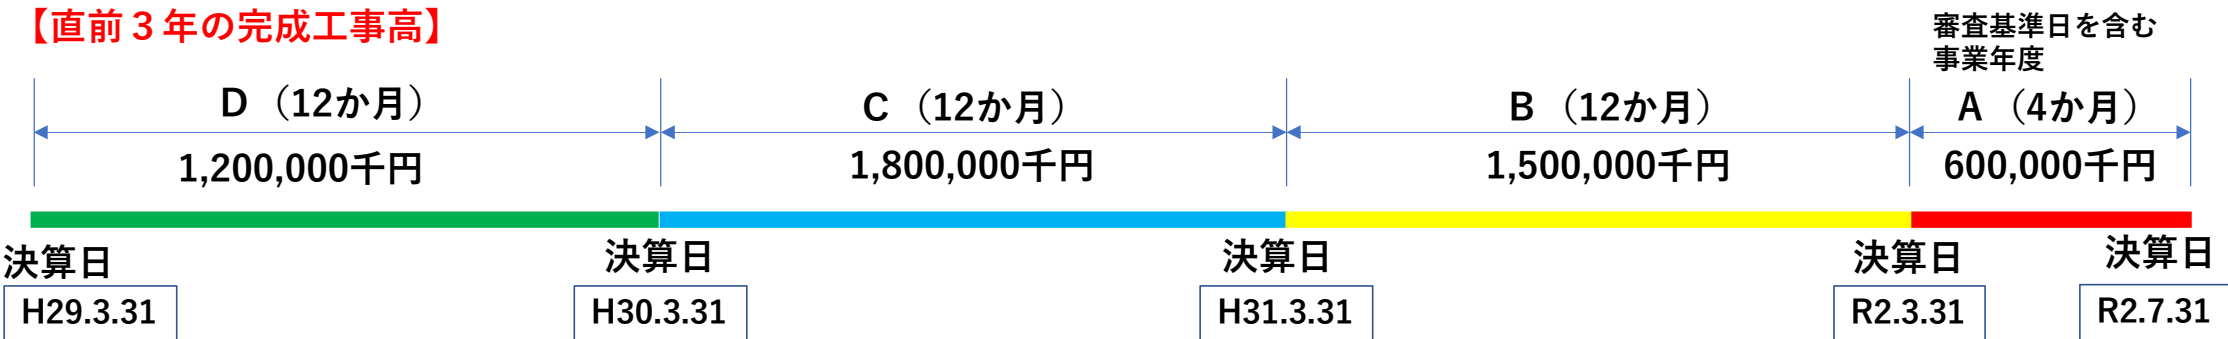 【直前3年の完成工事高】
審査基準日を含む
事業年度
D（12か月）
C（12か月）
B（12か月）
A（4か月）
1,200,000千円
1,800,000千円
1,500,000千円
600,000千円
決算日
決算日
決算日
決算日
決算日
H29.3.31
H30.3.31
H31.3.31
R2.3.31
R2.7.31